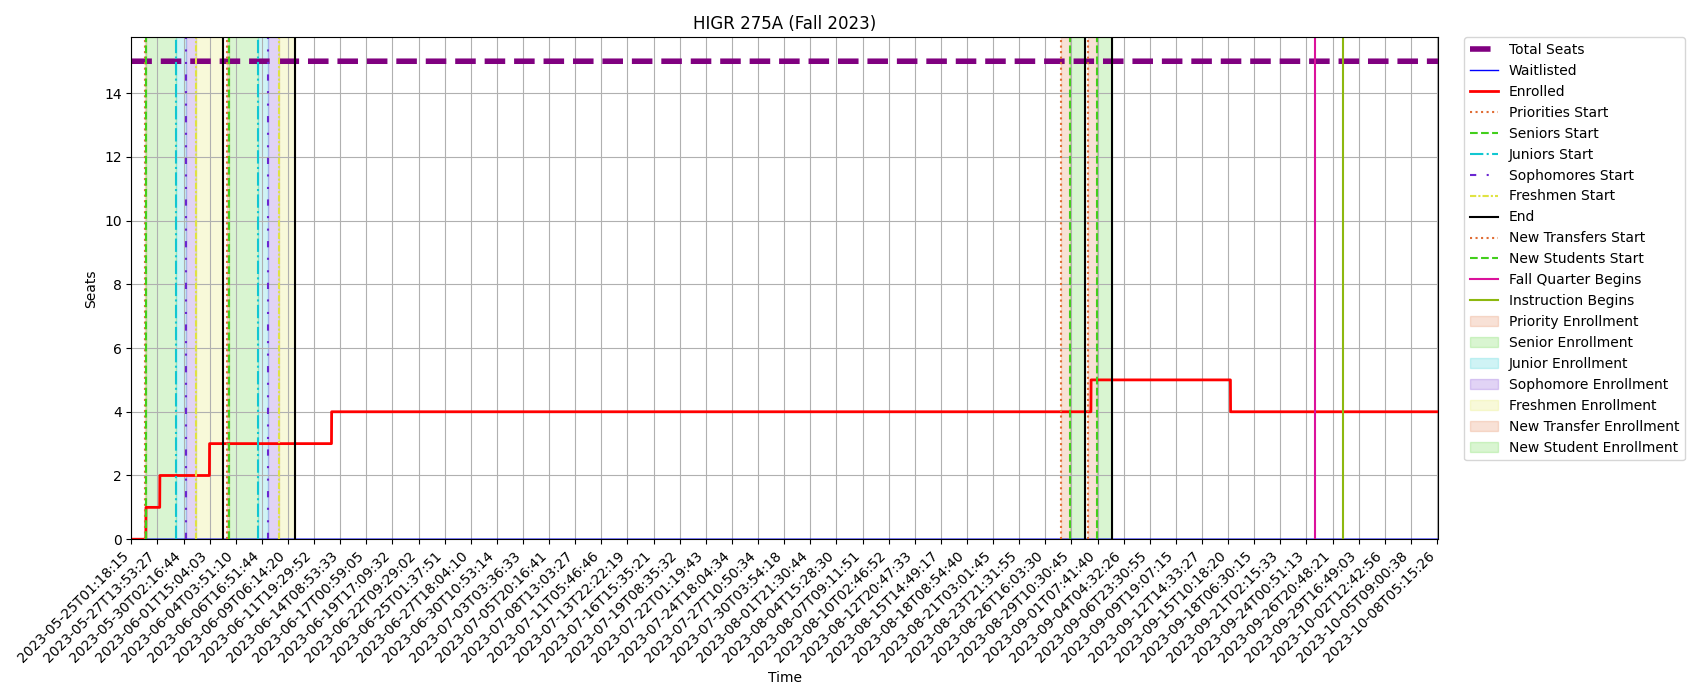 HIGR 275A (Fall 2023)
Seats
14
12
10
8
6
4
2
0
2023-05-25T01:18:15
2023-05-27T13:53:27
2023-05-30T02:16:44
2023-06-01T15:04:03
2023-06-04T03:51:10
2023-06-06T16:51:44
2023-06-09T06:14:20
2023-06-11T19:29:52
2023-06-14T08:53:33
2023-06-17T00:59:05
2023-06-19T17:09:32
2023-06-22T09:29:02
2023-06-25T01:37:51
2023-06-27T18:04:10
2023-06-30T10:53:14
2023-07-03T03:36:33
2023-07-05T20:16:41
2023-07-08T13:03:27
2023-07-11T05:46:46
2023-07-13T22:22:19
2023-07-16T15:35:21
2023-07-19T08:35:32
2023-07-22T01:19:43
2023-07-24T18:04:34
2023-07-27T10:50:34
2023-07-30T03:54:18
2023-08-01T21:30:44
2023-08-04T15:28:30
2023-08-07T09:11:51
2023-08-10T02:46:52
2023-08-12T20:47:33
2023-08-15T14:49:17
2023-08-18T08:54:40
2023-08-21T03:01:45
2023-08-23T21:31:55
2023-08-26T16:03:30
2023-08-29T11:30:45
2023-09-01T07:41:40
2023-09-04T04:32:26
2023-09-06T23:30:55
2023-09-09T19:07:15
2023-09-12T14:33:27
2023-09-15T10:18:20
2023-09-18T06:30:15
2023-09-21T02:15:33
2023-09-24T00:51:13
2023-09-26T20:48:21
2023-09-29T16:49:03
2023-10-02T12:42:56
2023-10-05T09:00:38
2023-10-08T05:15:26
Time
Total Seats
Waitlisted
Enrolled
Priorities Start
Seniors Start
Juniors Start
Sophomores Start
Freshmen Start
End
New Transfers Start
New Students Start
Fall Quarter Begins
Instruction Begins
Priority Enrollment
Senior Enrollment
Junior Enrollment
Sophomore Enrollment
Freshmen Enrollment
New Transfer Enrollment
New Student Enrollment